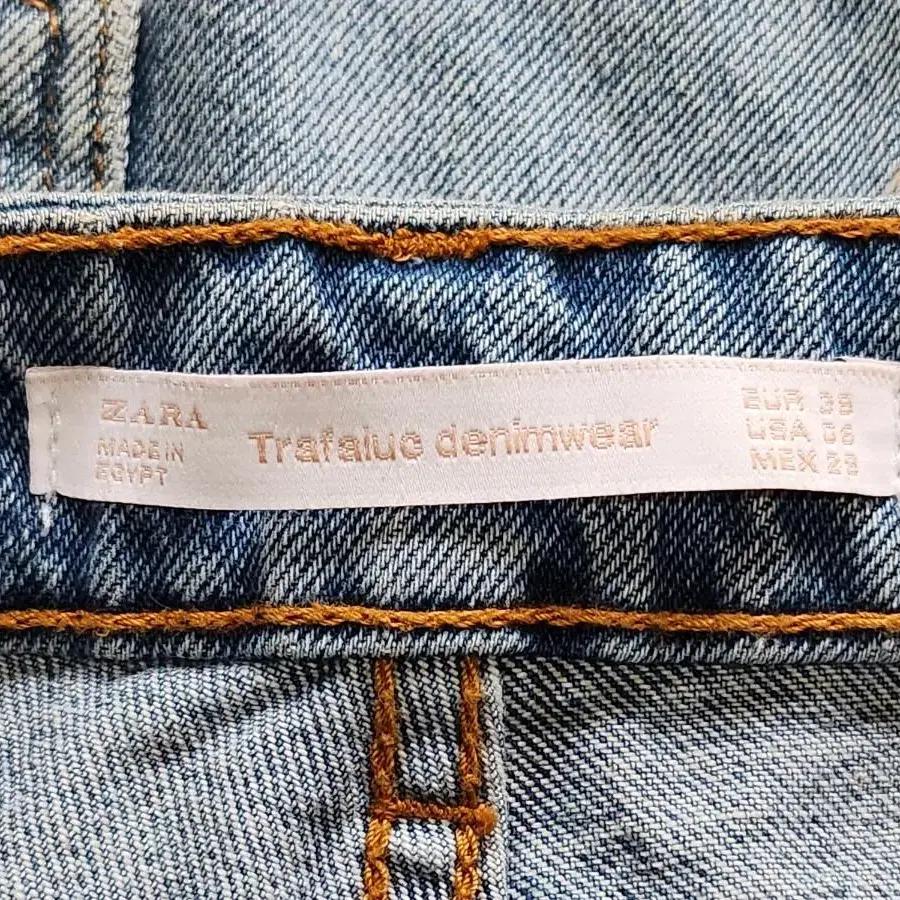 ZARA
MADE IN
EGYPT
Trafaluc denimwear
EUR 38
USA 06
MEX 28